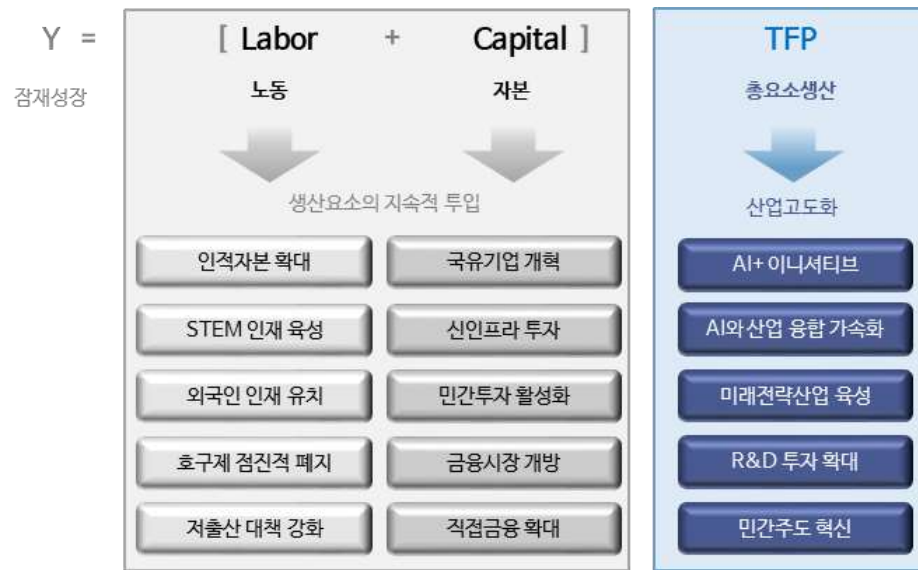 Y = [ Labor + Capital ] TFP
잠재성장 노동 자본 총요소생산
생산요소의 지속적 투입 산업고도화
인적자본 확대 국유기업 개혁 AI+ 이니셔티브
STEM 인재 육성 신인프라 투자 AI와 산업 융합 가속화
외국인 인재 유치 민간투자 활성화 미래전략산업 육성
호구제 점진적 폐지 금융시장 개방 R&D 투자 확대
저출산 대책 강화 직접금융 확대 민간주도 혁신